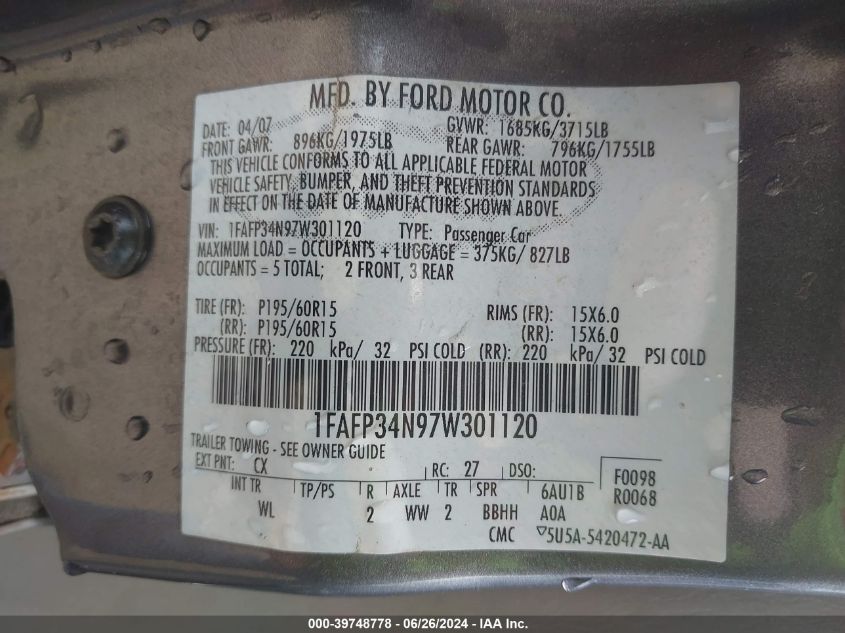 MFD. BY FORD MOTOR CO.
DATE: 04/07 GVWR: 1685KG/3715LB
FRONT GAWR: 896KG/1975LB REAR GAWR: 796KG/1755LB
THIS VEHICLE CONFORMS TO ALL APPLICABLE FEDERAL MOTOR
VEHICLE SAFETY, BUMPER, AND THEFT PREVENTION STANDARDS
IN EFFECT ON THE DATE OF MANUFACTURE SHOWN ABOVE.
VIN: 1FAFP34N97W301120 TYPE: Passenger Car
MAXIMUM LOAD = OCCUPANTS + LUGGAGE = 375KG/ 827LB
OCCUPANTS = 5 TOTAL; 2 FRONT, 3 REAR
TIRE (FR): P195/60R15 RIMS (FR): 15X6.0
(RR): P195/60R15 (RR): 15X6.0
PRESSURE (FR): 220 kPa/ 32 PSI COLD (RR): 220 kPa/ 32 PSI COLD
1FAFP34N97W301120
TRAILER TOWING - SEE OWNER GUIDE
EXT PNT: CX RC: 27 DSO: F0098
INT TR TP/PS R AXLE TR SPR 6AU1B R0068
WL 2 WW 2 BBHH A0A
CMC ▽5U5A-5420472-AA
000-39748778 - 06/26/2024 - IAAI Inc.